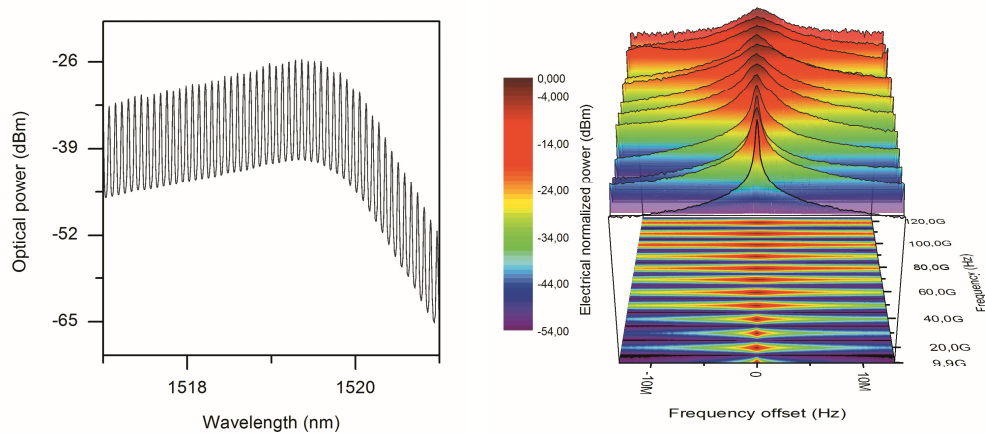 Optical power (dBm)
-26
-39
-52
-65
1518
1520
Wavelength (nm)
0,000
-4,000
-14,00
-24,00
-34,00
-44,00
-54,00
Electrical normalized power (dBm)
120,0G
100,0G
80,0G
60,0G
40,0G
20,0G
9,9G
Frequency (Hz)
-10M
0
10M
Frequency offset (Hz)